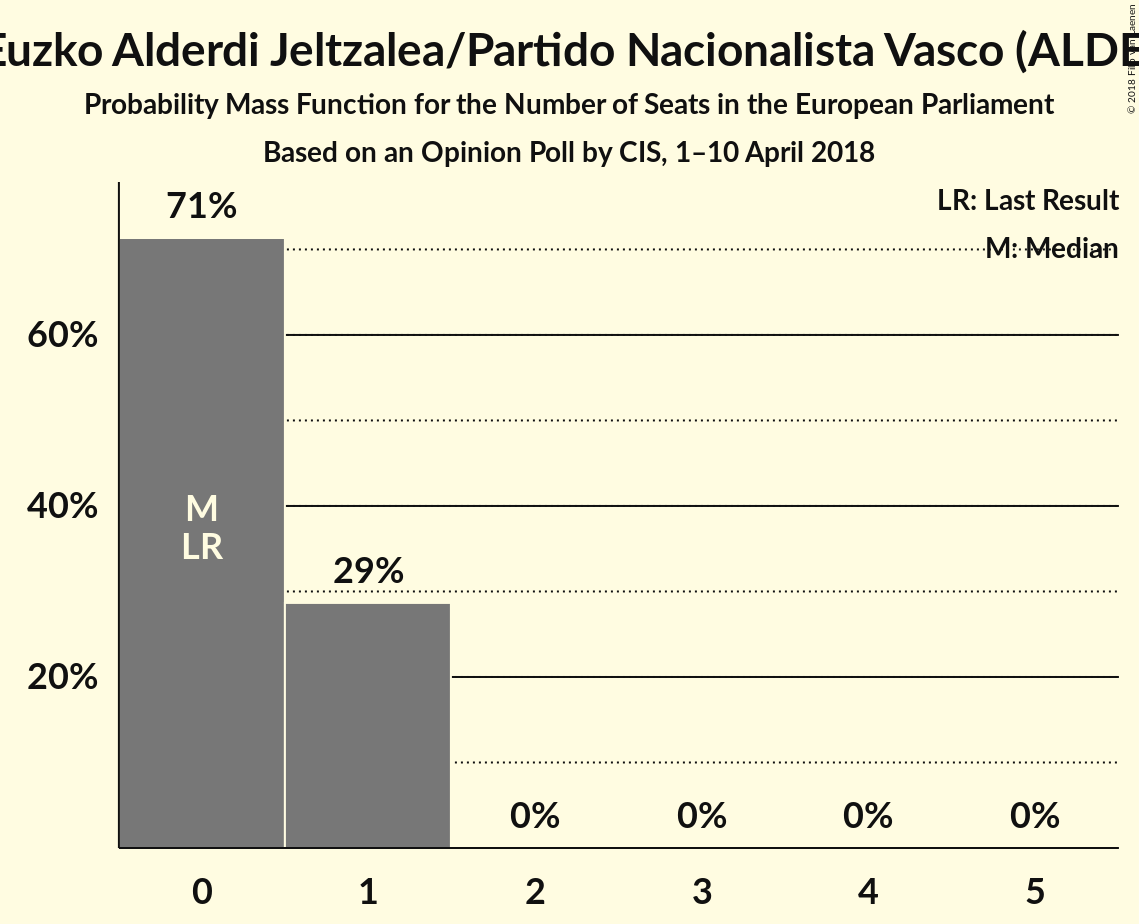 Euzko Alderdi Jeltzalea/Partido Nacionalista Vasco (ALDE
Probability Mass Function for the Number of Seats in the European Parliament
Based on an Opinion Poll by CIS, 1–10 April 2018
LR: Last Result
M: Median
71%
60%
40%
M
LR
29%
20%
0% 0% 0% 0%
0 1 2 3 4 5
© 2018